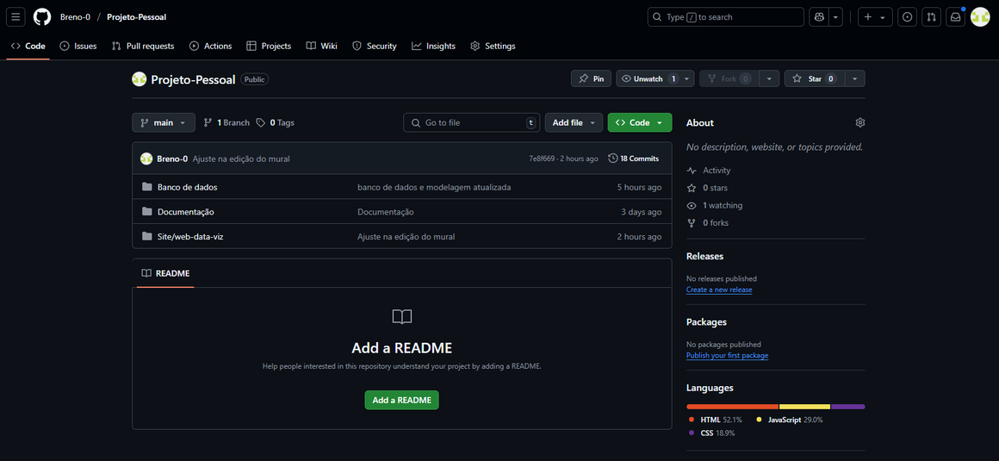 Breno-0 / Projeto-Pessoal
Type / to search
Code Issues Pull requests Actions Projects Wiki Security Insights Settings
Projeto-Pessoal Public
Pin Unwatch 1 Fork 0 Star 0
main 1 Branch 0 Tags Go to file t Add file Code
Breno-0 Ajuste na edição do mural 7e8f669 · 2 hours ago 18 Commits
Banco de dados banco de dados e modelagem atualizada 5 hours ago
Documentação Documentação 3 days ago
Site/web-data-viz Ajuste na edição do mural 2 hours ago
README
Add a README
Help people interested in this repository understand your project by adding a README.
Add a README
About
No description, website, or topics provided.
Activity
0 stars
1 watching
0 forks
Releases
No releases published
Create a new release
Packages
No packages published
Publish your first package
Languages
HTML 52.1% JavaScript 29.0%
CSS 18.9%